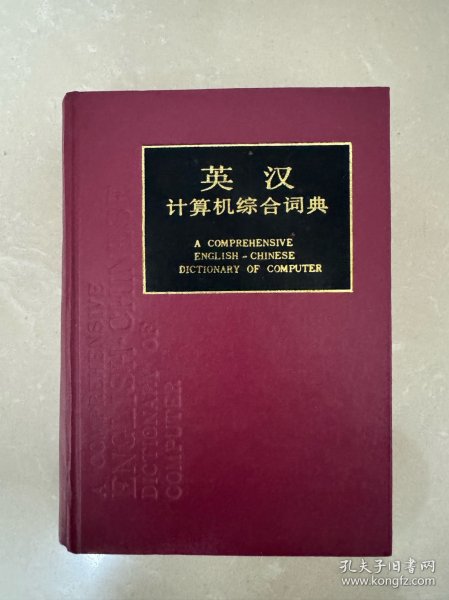 英汉
计算机综合词典
A COMPREHENSIVE
ENGLISH-CHINESE
DICTIONARY OF COMPUTER
A COMPREHENSIVE
ENGLISH-CHINESE
DICTIONARY OF
COMPUTER
孔夫子旧书网
www.kongfz.com